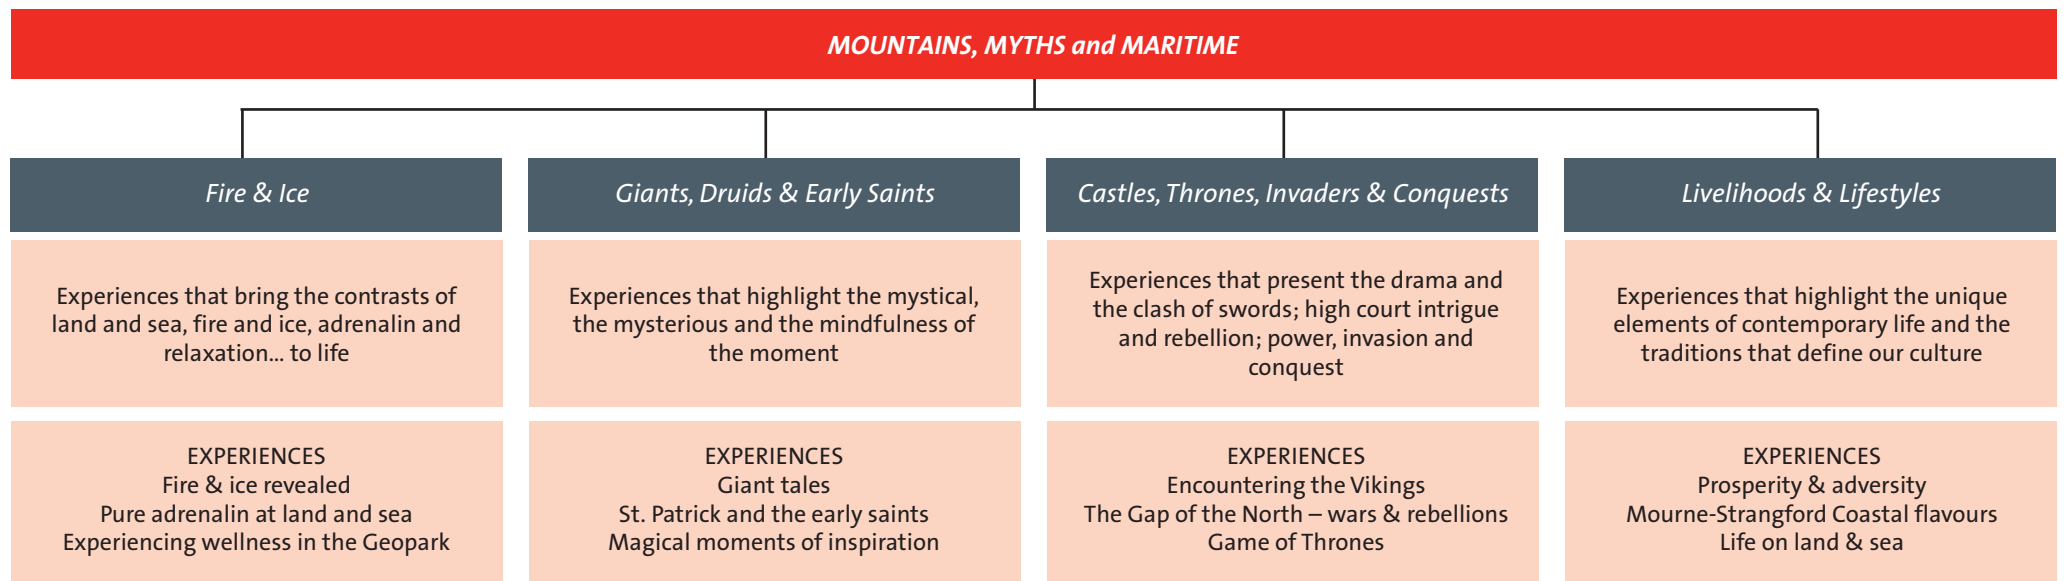 MOUNTAINS, MYTHS and MARITIME
Fire & Ice
Experiences that bring the contrasts of
land and sea, fire and ice, adrenalin and
relaxation... to life
EXPERIENCES
Fire & ice revealed
Pure adrenalin at land and sea
Experiencing wellness in the Geopark
Giants, Druids & Early Saints
Experiences that highlight the mystical,
the mysterious and the mindfulness of
the moment
EXPERIENCES
Giant tales
St. Patrick and the early saints
Magical moments of inspiration
Castles, Thrones, Invaders & Conquests
Experiences that present the drama and
the clash of swords; high court intrigue
and rebellion; power, invasion and
conquest
EXPERIENCES
Encountering the Vikings
The Gap of the North – wars & rebellions
Game of Thrones
Livelihoods & Lifestyles
Experiences that highlight the unique
elements of contemporary life and the
traditions that define our culture
EXPERIENCES
Prosperity & adversity
Mourne-Strangford Coastal flavours
Life on land & sea